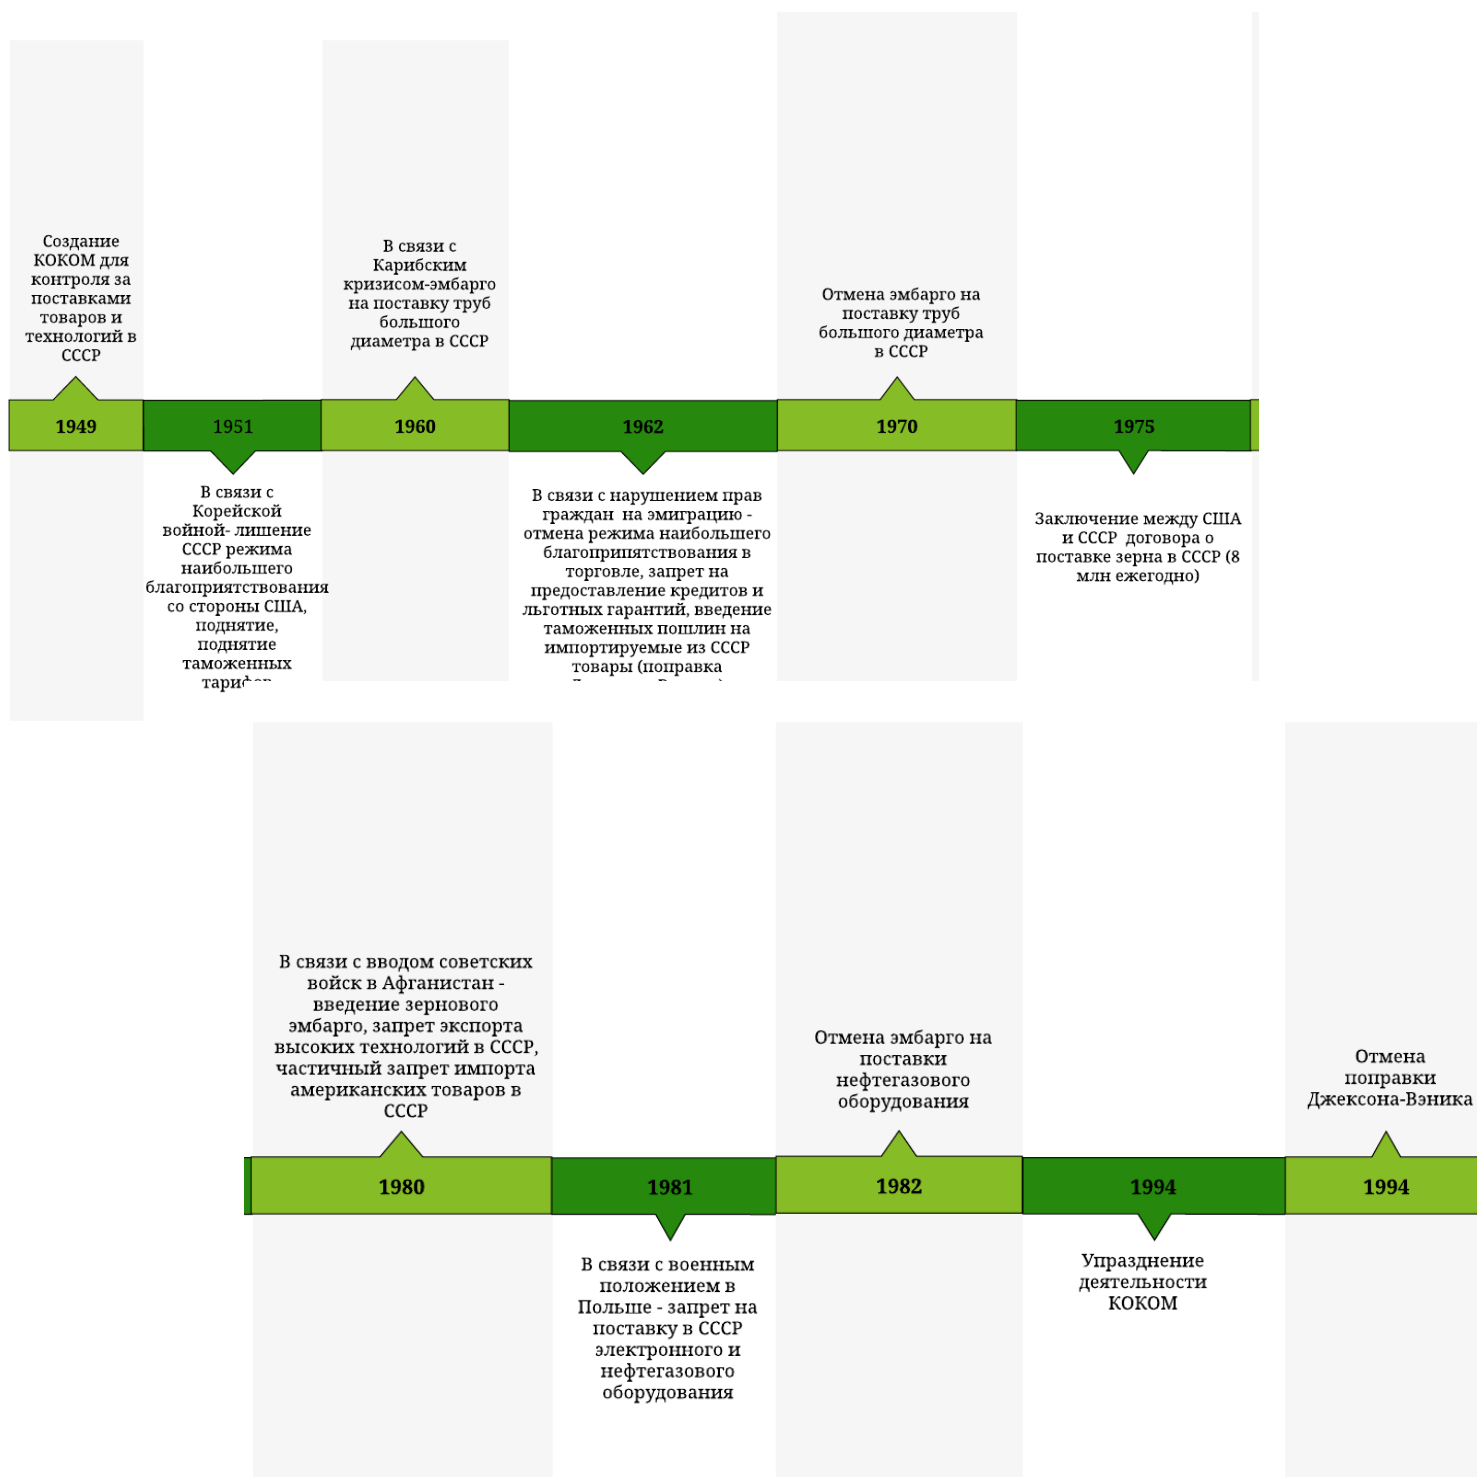 Создание
КОКОМ для
контроля за
поставками
товаров и
технологий в
СССР
1949
1951
В связи с
Корейской
войной- лишение
СССР режима
наибольшего
благоприятствования
со стороны США,
поднятие,
поднятие
таможенных
В связи с
Карибским
кризисом-эмбарго
на поставку труб
большого
диаметра в СССР
1960
1962
В связи с нарушением прав
граждан на эмиграцию -
отмена режима наибольшего
благоприпятствования в
торговле, запрет на
предоставление кредитов и
льготных гарантий, введение
таможенных пошлин на
импортируемые из СССР
товары (поправка
Отмена эмбарго на
поставку труб
большого диаметра
в СССР
1970
1975
Заключение между США
и СССР договора о
поставке зерна в СССР (8
млн ежегодно)
В связи с вводом советских
войск в Афганистан -
введение зернового
эмбарго, запрет экспорта
высоких технологий в СССР,
частичный запрет импорта
американских товаров в
СССР
1980
1981
В связи с военным
положением в
Польше - запрет на
поставку в СССР
электронного и
нефтегазового
оборудования
Отмена эмбарго на
поставки
нефтегазового
оборудования
1982
1994
Упразднение
деятельности
КОКОМ
Отмена
поправки
Джексона-Вэника
1994